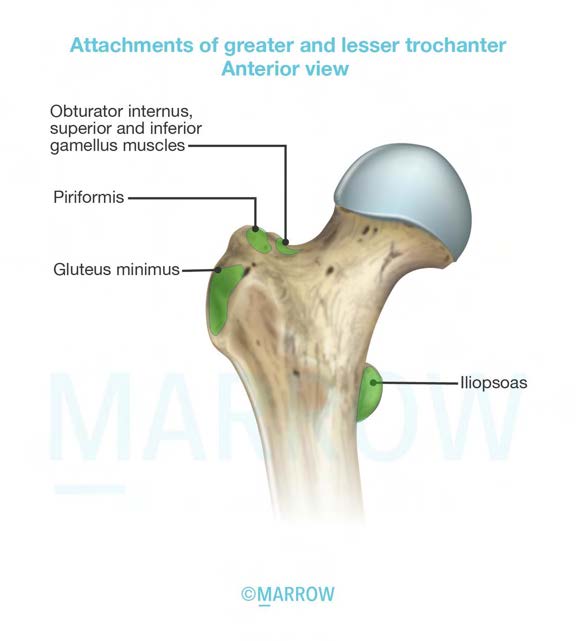 Attachments of greater and lesser trochanter
Anterior view
Obturator internus,
superior and inferior
gamellus muscles
Piriformis
Gluteus minimus
Iliopsoas
MARROW
©MARROW